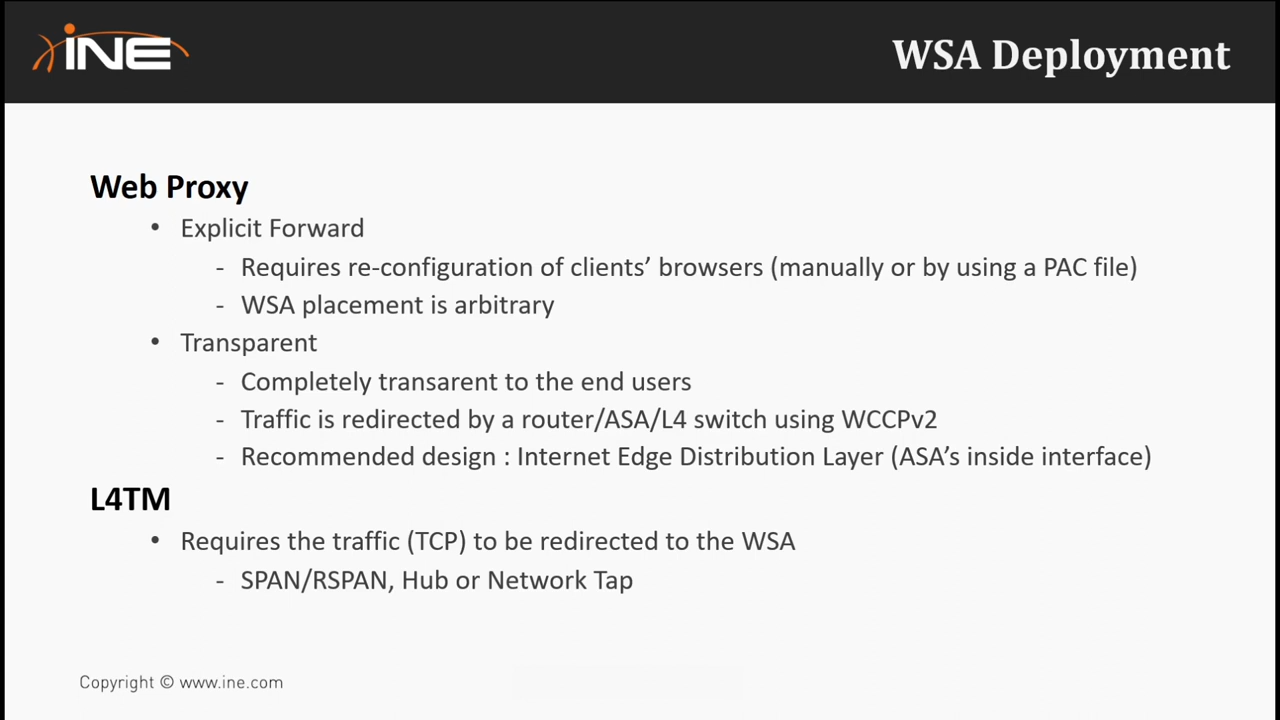 INE
WSA Deployment
Web Proxy
• Explicit Forward
- Requires re-configuration of clients’ browsers (manually or by using a PAC file)
- WSA placement is arbitrary
• Transparent
- Completely transarent to the end users
- Traffic is redirected by a router/ASA/L4 switch using WCCPv2
- Recommended design : Internet Edge Distribution Layer (ASA’s inside interface)
L4TM
• Requires the traffic (TCP) to be redirected to the WSA
- SPAN/RSPAN, Hub or Network Tap
Copyright © www.ine.com